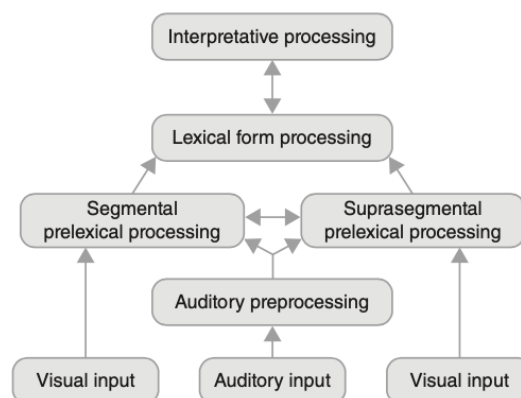 Interpretative processing
Lexical form processing
Segmental
prelexical processing
Suprasegmental
prelexical processing
Auditory preprocessing
Visual input
Auditory input
Visual input